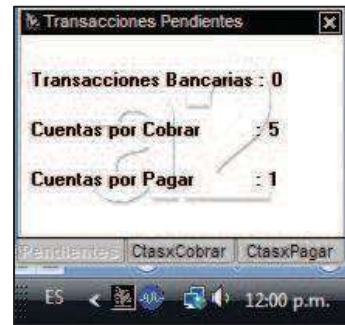 Transacciones Pendientes
Transacciones Bancarias : 0
Cuentas por Cobrar : 5
Cuentas por Pagar : 1
Pendientes CtasxCobrar CtasxPagar
ES < 12:00 p.m.